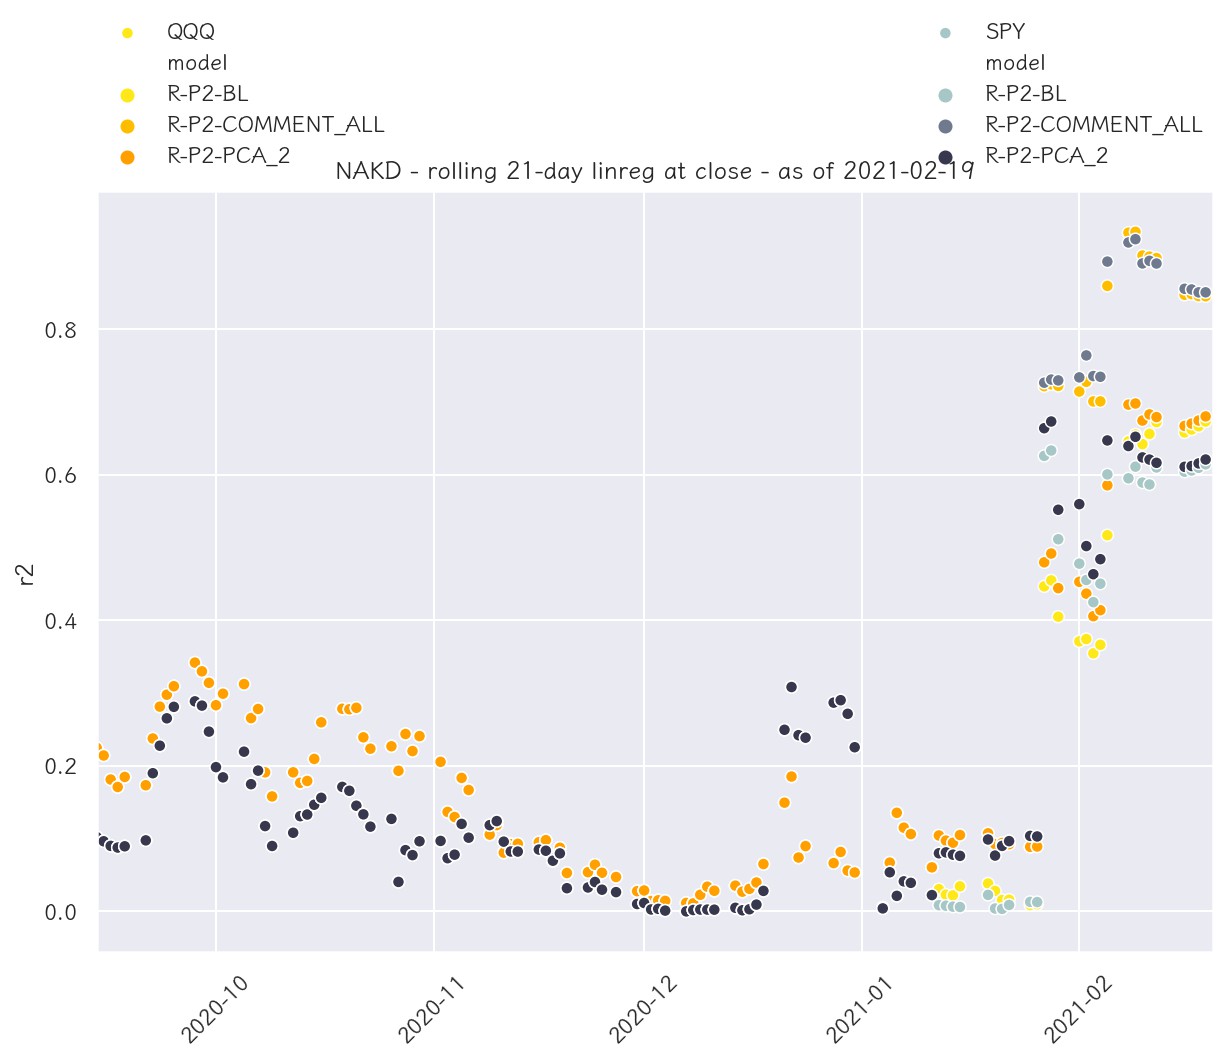 QQQ
model
R-P2-BL
R-P2-COMMENT_ALL
R-P2-PCA_2
SPY
model
R-P2-BL
R-P2-COMMENT_ALL
R-P2-PCA_2
NAKD - rolling 21-day linreg at close - as of 2021-02-19
0.8
0.6
0.4
0.2
0.0
r2
2020-10
2020-11
2020-12
2021-01
2021-02